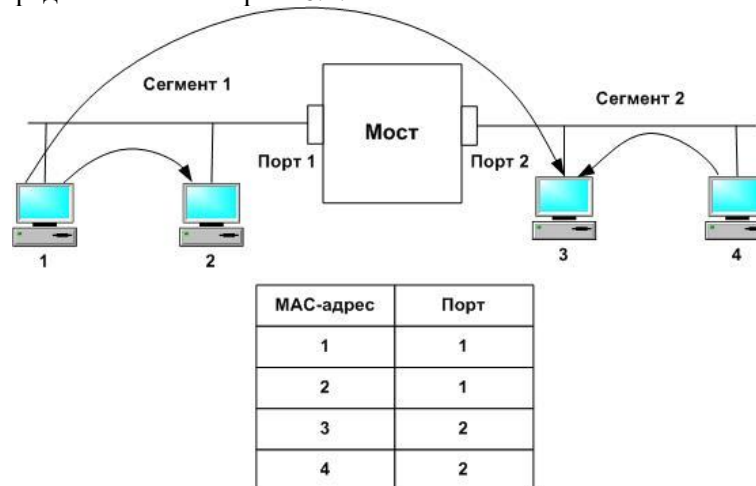 Сегмент 1
Сегмент 2
Мост
Порт 1
Порт 2
1
2
3
4
MAC-адрес Порт
1 1
2 1
3 2
4 2